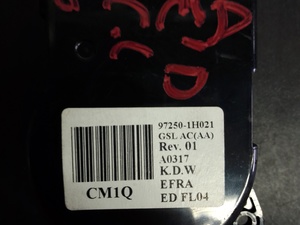 97250-1H021
GSL AC(AA)
Rev. 01
A0317
K.D.W
EFRA
ED FL04
CM1Q